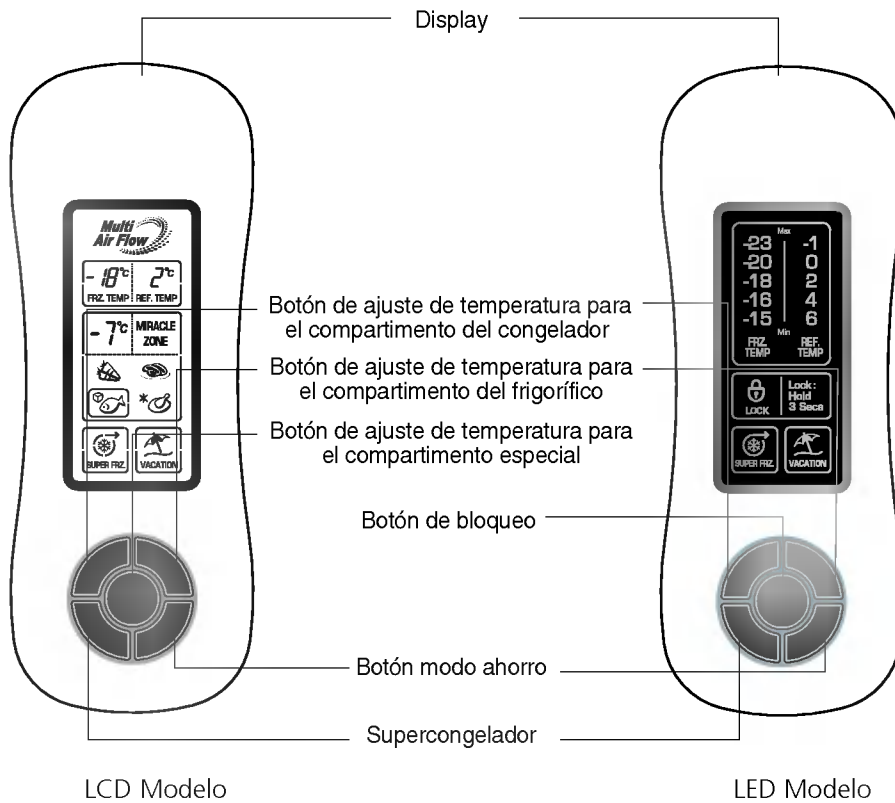 Display
Multi
Air Flow
-18°C 2°C
FRZ. TEMP REF. TEMP
-7°C MIRACLE
ZONE
SUPER FRZ. VACATION
Botón de ajuste de temperatura para
el compartimento del congelador
Botón de ajuste de temperatura para
el compartimento del frigorífico
Botón de ajuste de temperatura para
el compartimento especial
Botón de bloqueo
Botón modo ahorro
Supercongelador
Max
-23 -1
-20 0
-18 2
-16 4
-15 6
Min
FRZ. REF.
TEMP TEMP
LOCK
Lock:
Hold
3 Secs
SUPER FRZ. VACATION
LCD Modelo
LED Modelo